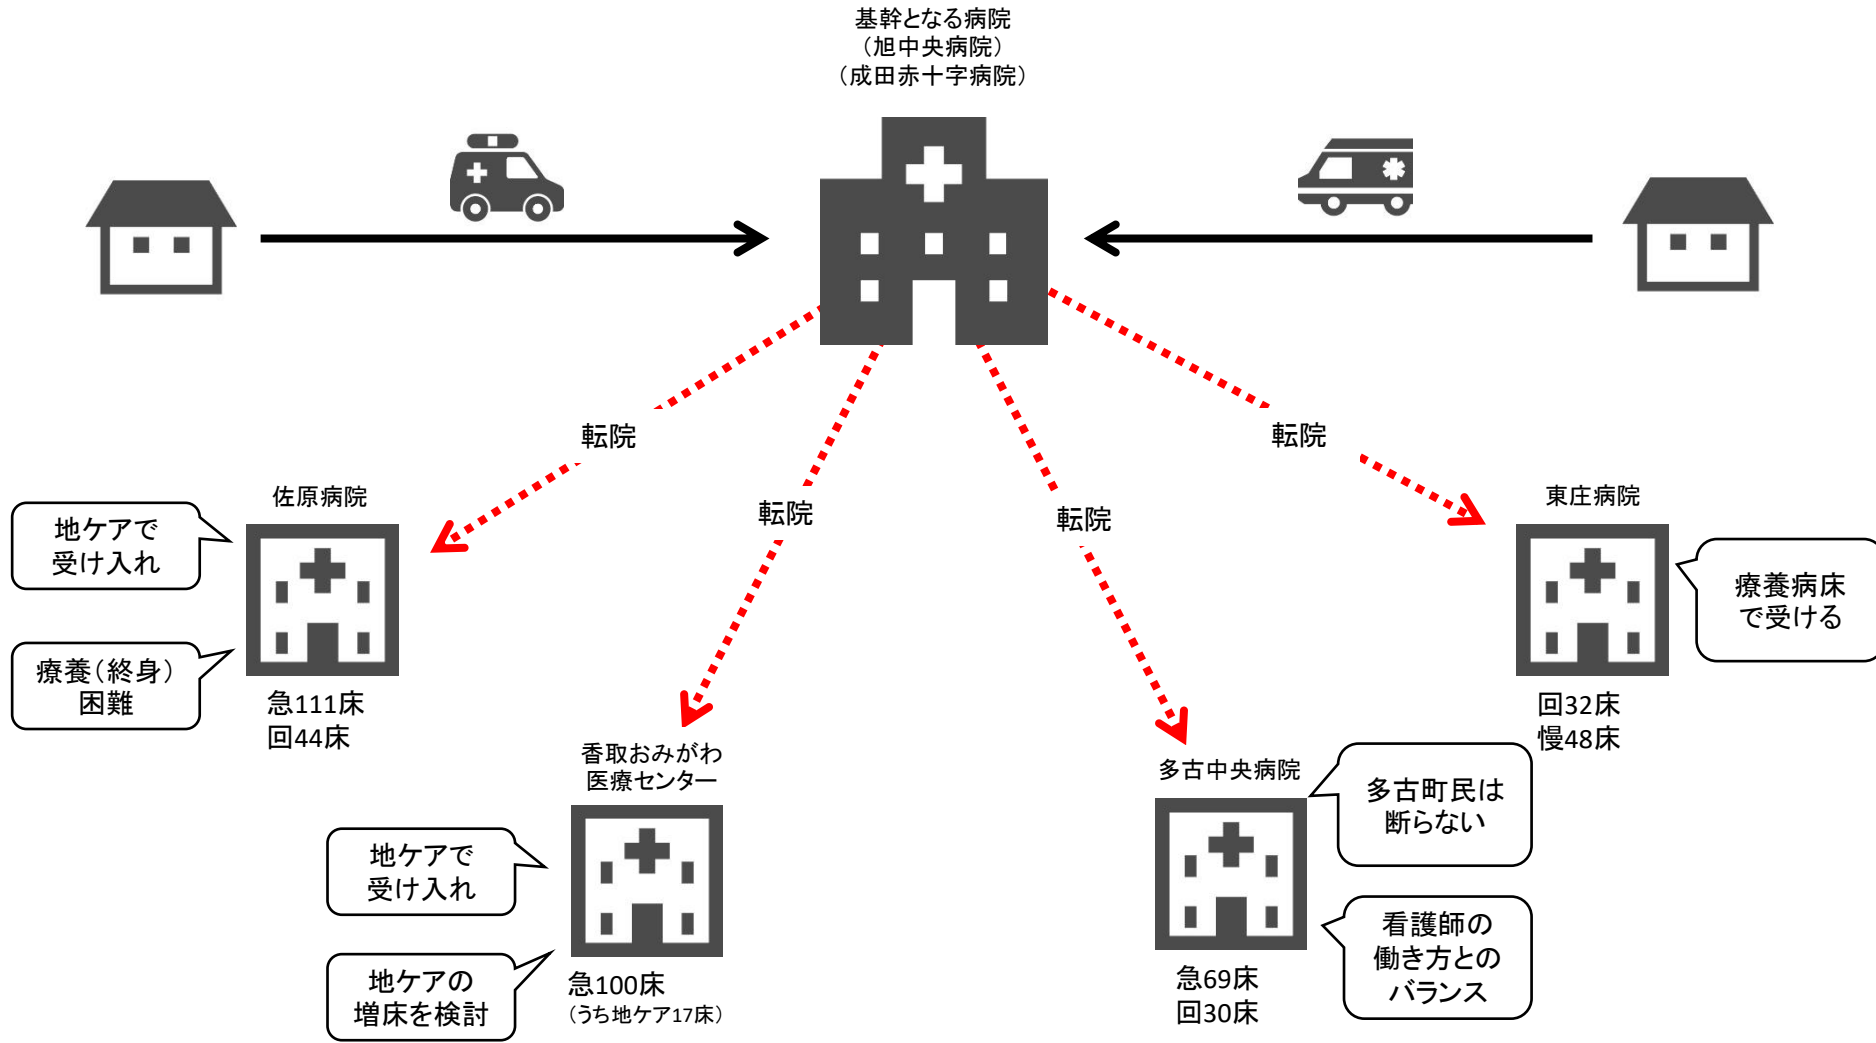 基幹となる病院
（旭中央病院）
（成田赤十字病院）
転院
転院
転院
転院
佐原病院
地ケアで
受け入れ
療養（終身）
困難
急111床
回44床
香取おみがわ
医療センター
地ケアで
受け入れ
地ケアの
増床を検討
急100床
（うち地ケア17床）
多古中央病院
多古町民は
断らない
看護師の
働き方との
バランス
急69床
回30床
東庄病院
療養病床
で受ける
回32床
慢48床